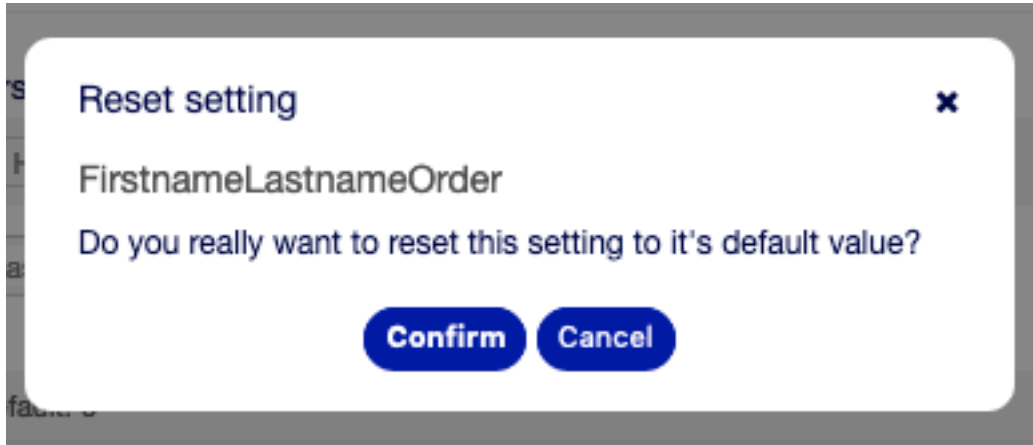 Reset setting
FirstnameLastnameOrder
Do you really want to reset this setting to it's default value?
Confirm Cancel